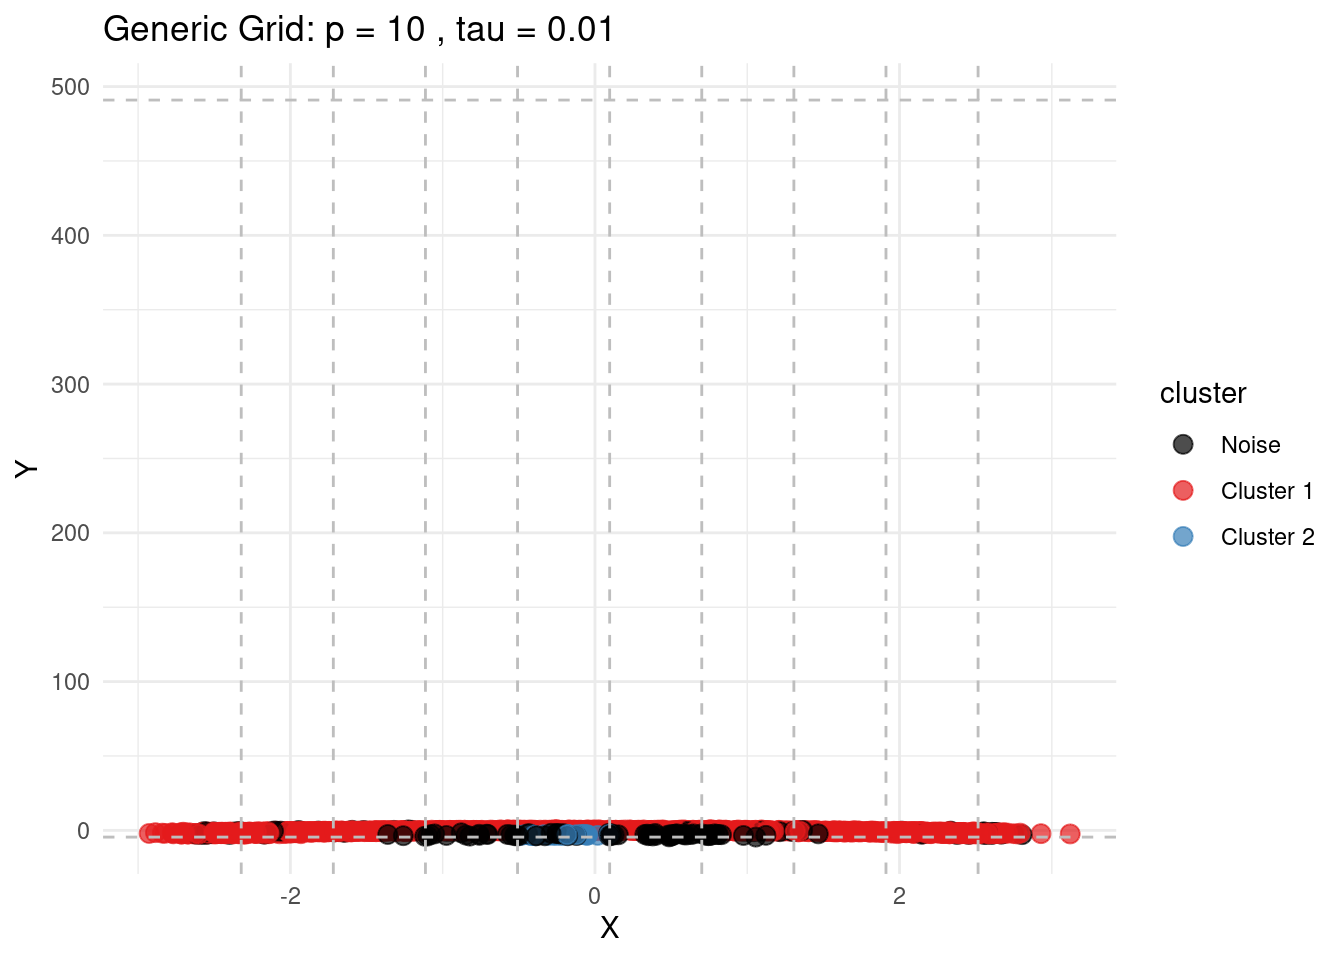 Generic Grid: p = 10 , tau = 0.01
500
400
300
200
100
0
Y
-2
0
2
X
cluster
Noise
Cluster 1
Cluster 2